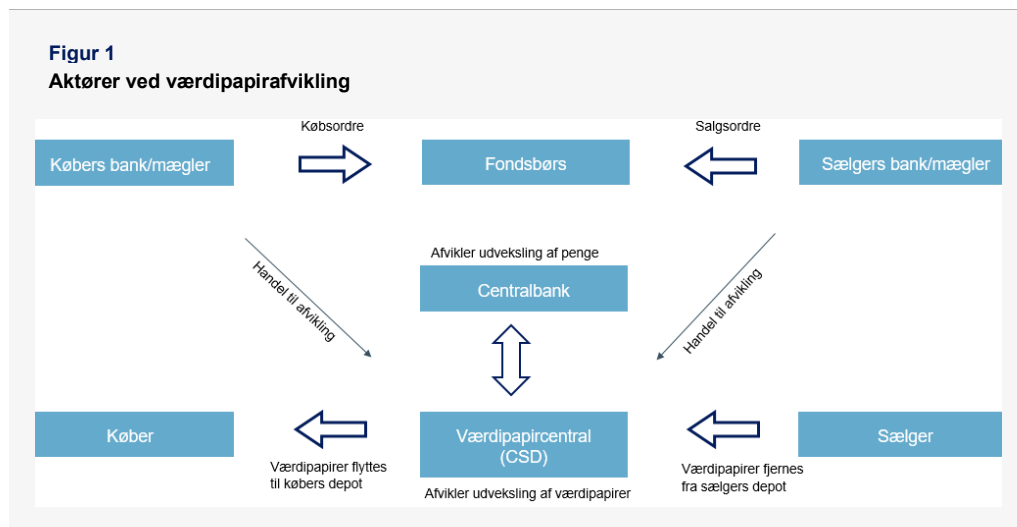 Figur 1
Aktører ved værdipapirafvikling
Købsordre
Salgsordre
Købers bank/mægler
Fondsbørs
Sælgers bank/mægler
Handel til afvikling
Afvikler udveksling af penge
Centralbank
Handel til afvikling
Køber
Værdipapirer flyttes
til købers depot
Værdipapircentral
(CSD)
Afvikler udveksling af værdipapirer
Sælger
Værdipapirer fjernes
fra sælgers depot